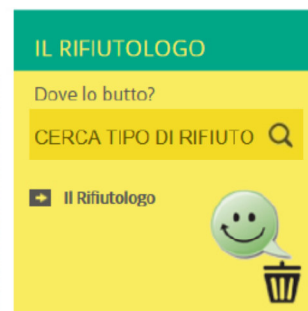 IL RIFIUTOLOGO
Dove lo butto?
CERCA TIPO DI RIFIUTO
Il Rifiutologo